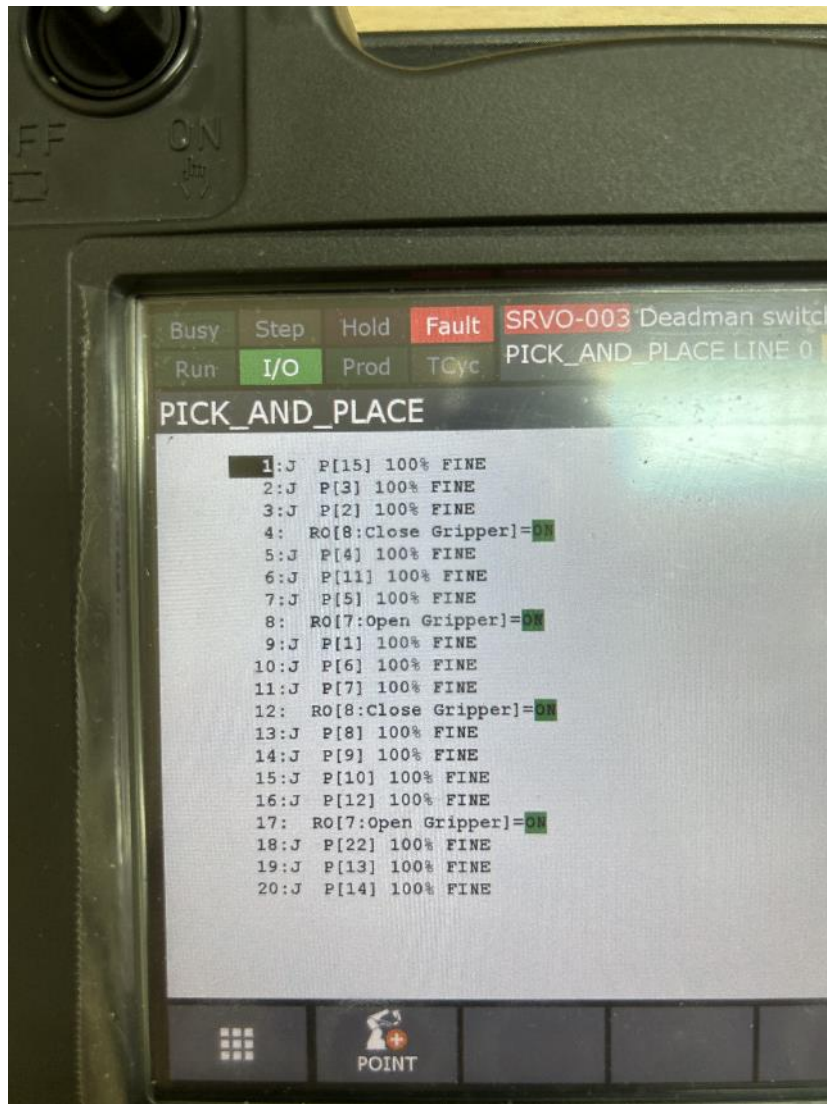 FF ON
Busy Step Hold Fault SRVO-003 Deadman switch
Run I/O Prod TCyc PICK_AND_PLACE LINE 0
PICK_AND_PLACE
1:J P[15] 100% FINE
2:J P[3] 100% FINE
3:J P[2] 100% FINE
4: RO[8:Close Gripper]=ON
5:J P[4] 100% FINE
6:J P[11] 100% FINE
7:J P[5] 100% FINE
8: RO[7:Open Gripper]=ON
9:J P[1] 100% FINE
10:J P[6] 100% FINE
11:J P[7] 100% FINE
12: RO[8:Close Gripper]=ON
13:J P[8] 100% FINE
14:J P[9] 100% FINE
15:J P[10] 100% FINE
16:J P[12] 100% FINE
17: RO[7:Open Gripper]=ON
18:J P[22] 100% FINE
19:J P[13] 100% FINE
20:J P[14] 100% FINE
POINT